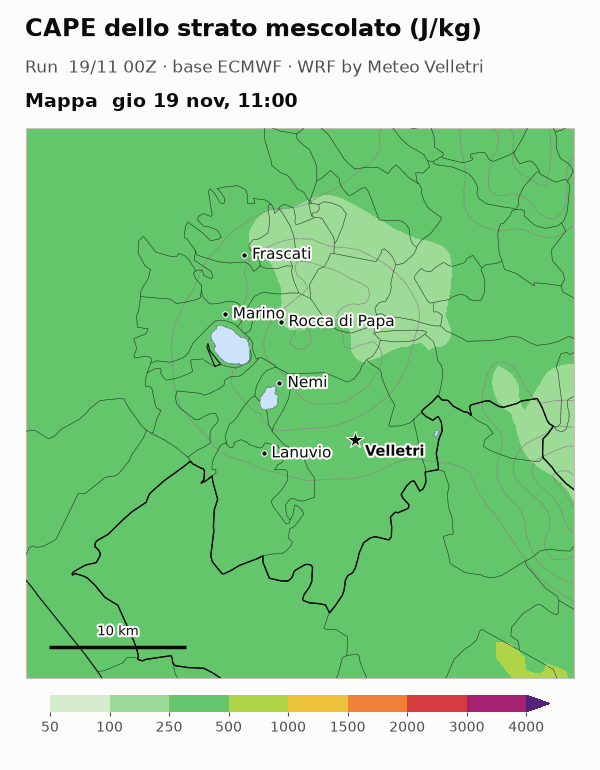 CAPE dello strato mescolato (J/kg)
Run  19/11 00Z · base ECMWF · WRF by Meteo Velletri
Mappa  gio 19 nov, 11:00
Frascati
Marino
Rocca di Papa
Nemi
Velletri
Lanuvio
10 km
50 100 250 500 1000 1500 2000 3000 4000